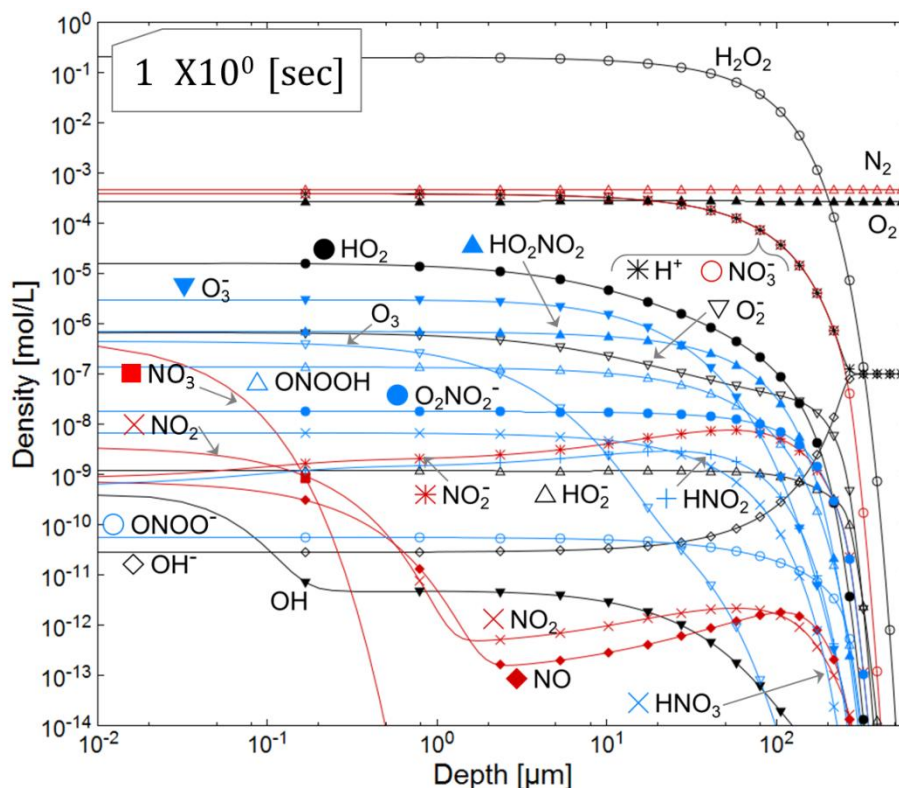 1 X10⁰ [sec]
H₂O₂
N₂
O₂
HO₂
HO₂NO₂
H⁺
NO₃⁻
O₃⁻
O₃
O₂⁻
NO₃
ONOOH
O₂NO₂⁻
NO₂
NO₂⁻
HO₂⁻
HNO₂
ONOO⁻
OH⁻
OH
NO₂
NO
HNO₃
10⁰
10⁻¹
10⁻²
10⁻³
10⁻⁴
10⁻⁵
10⁻⁶
10⁻⁷
10⁻⁸
10⁻⁹
10⁻¹⁰
10⁻¹¹
10⁻¹²
10⁻¹³
10⁻¹⁴
Density [mol/L]
10⁻² 10⁻¹ 10⁰ 10¹ 10²
Depth [μm]